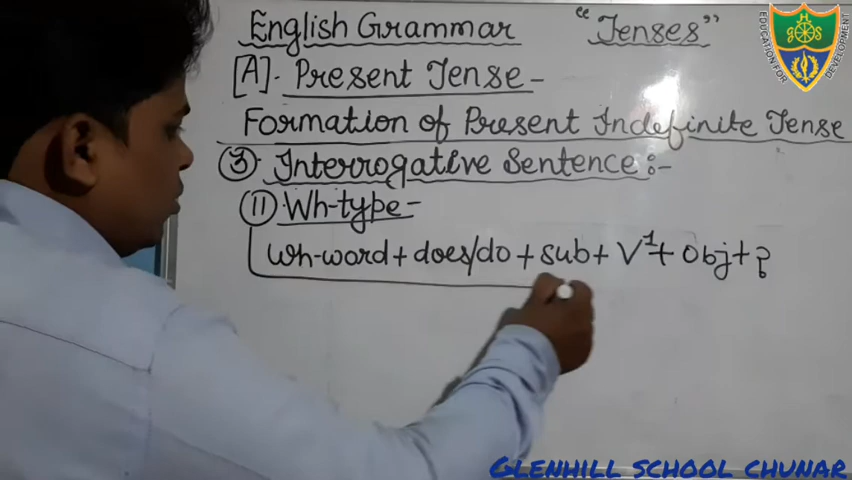 English Grammar "Tenses"
[A]. Present Tense -
Formation of Present Indefinite Tense
③. Interrogative Sentence :-
⑪ Wh-type -
Wh-word + does/do + sub + V¹ + Obj + ?
EDUCATION FOR DEVELOPMENT
H
G S
GLENHILL SCHOOL CHUNAR